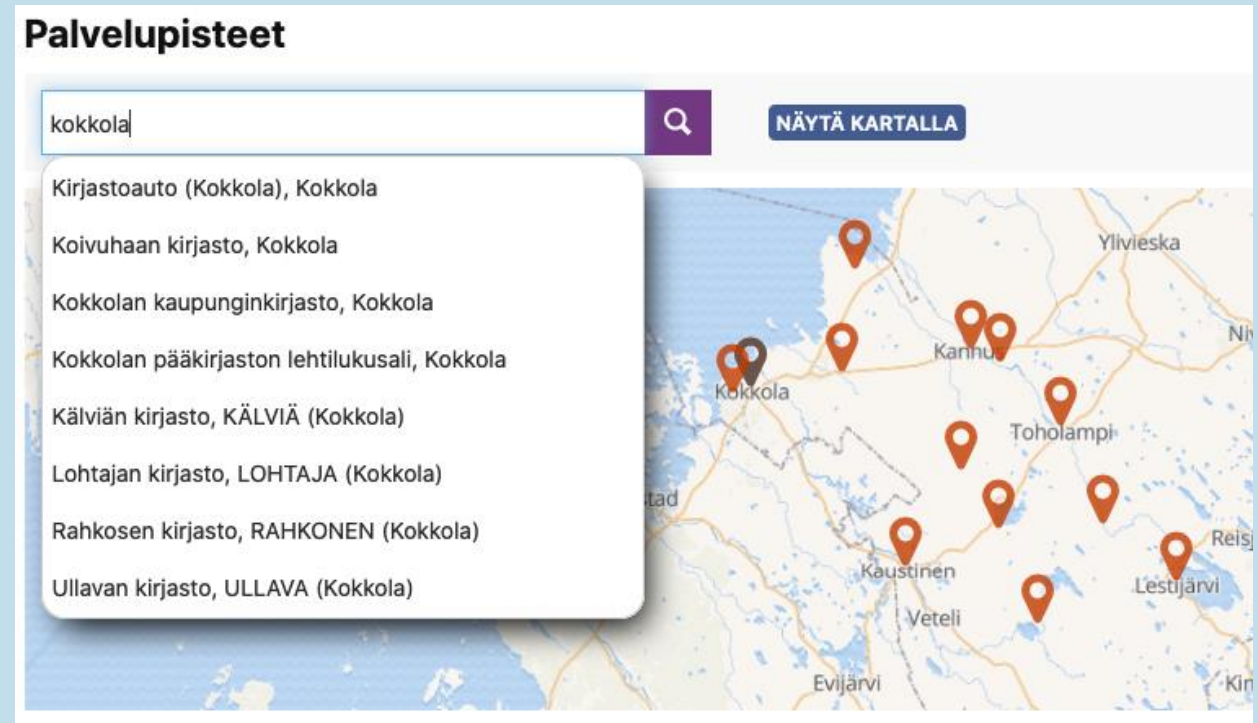 Palvelupisteet
kokkola
NÄYTÄ KARTALLA
Kirjastoauto (Kokkola), Kokkola
Koivuhaan kirjasto, Kokkola
Kokkolan kaupunginkirjasto, Kokkola
Kokkolan pääkirjaston lehtilukusali, Kokkola
Kälviän kirjasto, KÄLVIÄ (Kokkola)
Lohtajan kirjasto, LOHTAJA (Kokkola)
Rahkosen kirjasto, RAHKONEN (Kokkola)
Ullavan kirjasto, ULLAVA (Kokkola)
Ylivieska
Kannus
Kokkola
Toholampi
Kaustinen
Lestijärvi
Veteli
Evijärvi